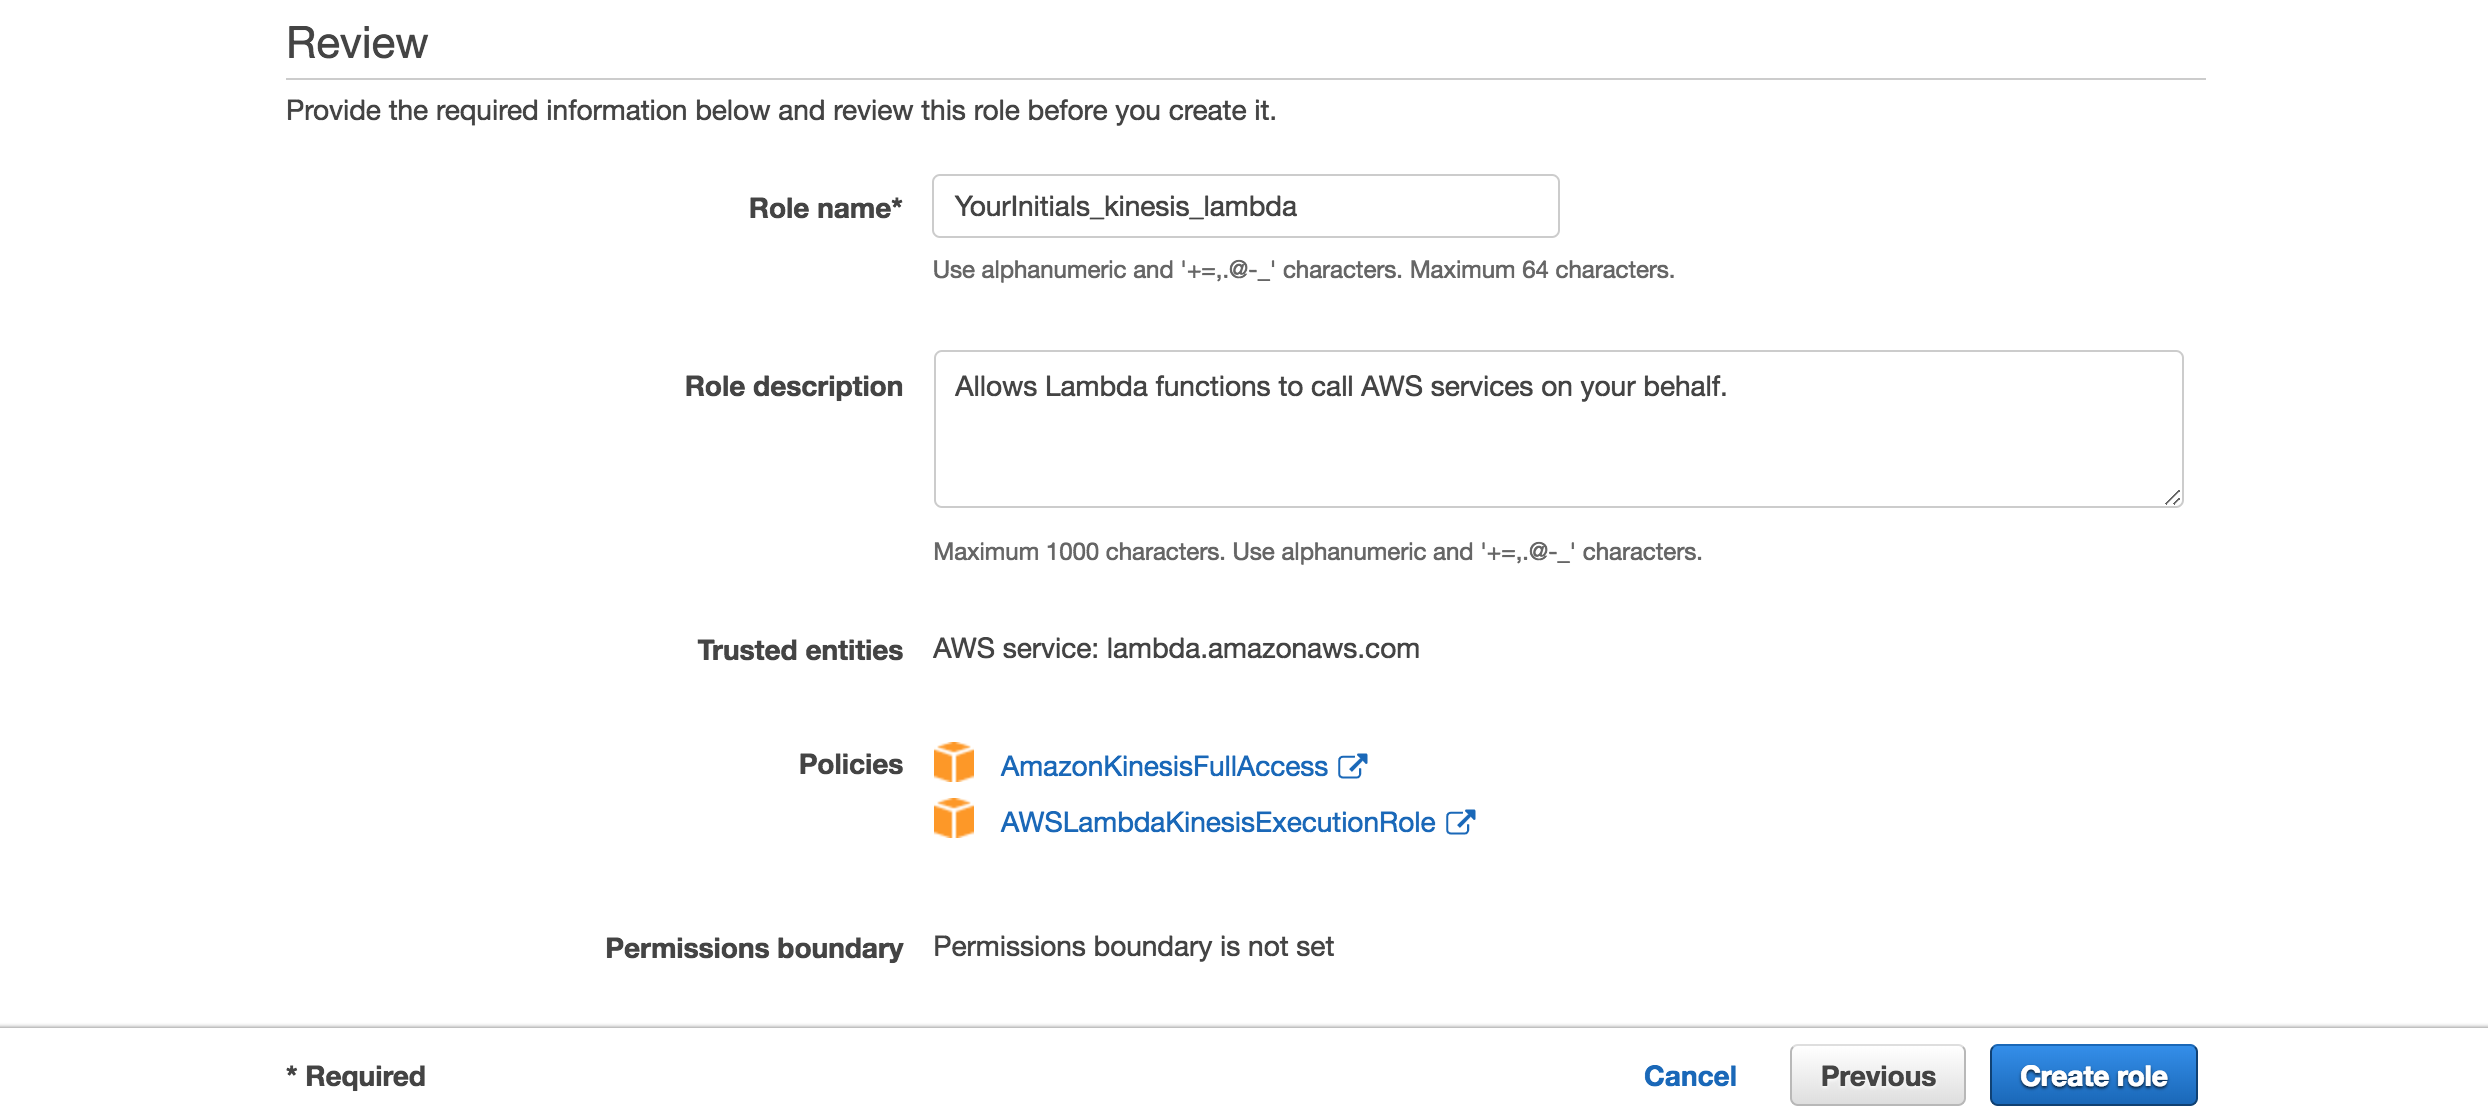 Review
Provide the required information below and review this role before you create it.
Role name* YourInitials_kinesis_lambda
Use alphanumeric and '+=,.@-_' characters. Maximum 64 characters.
Role description Allows Lambda functions to call AWS services on your behalf.
Maximum 1000 characters. Use alphanumeric and '+=,.@-_' characters.
Trusted entities AWS service: lambda.amazonaws.com
Policies AmazonKinesisFullAccess
AWSLambdaKinesisExecutionRole
Permissions boundary Permissions boundary is not set
* Required Cancel Previous Create role